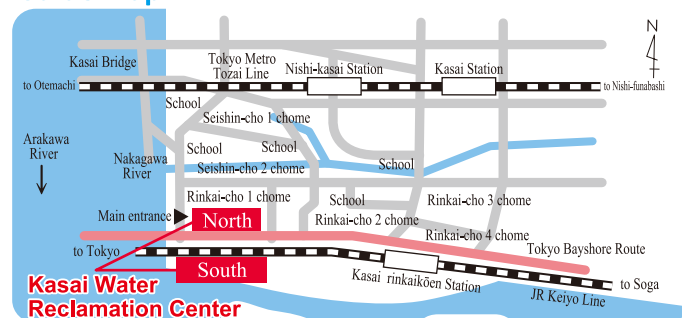 N
Kasai Bridge
Tokyo Metro
Tozai Line
Nishi-kasai Station
Kasai Station
to Otemachi
to Nishi-funabashi
School
Seishin-cho 1 chome
Arakawa
River
School
School
Nakagawa
River
Seishin-cho 2 chome
School
Rinkai-cho 1 chome
School
Rinkai-cho 3 chome
Main entrance
North
Rinkai-cho 2 chome
Rinkai-cho 4 chome
to Tokyo
Tokyo Bayshore Route
South
Kasai rinkaikōen Station
to Soga
JR Keiyo Line
Kasai Water
Reclamation Center